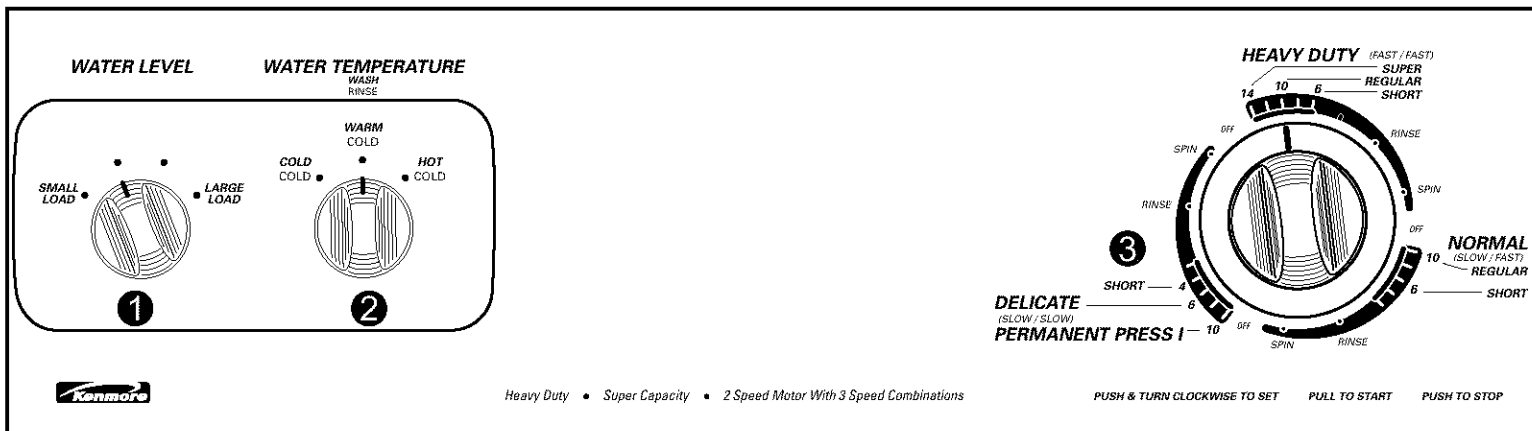 WATER LEVEL
SMALL
LOAD
LARGE
LOAD
1
WATER TEMPERATURE
WASH
RINSE
COLD
COLD
WARM
COLD
HOT
COLD
2
HEAVY DUTY (FAST / FAST)
SUPER
REGULAR
SHORT
14
10
6
RINSE
SPIN
OFF
NORMAL
(SLOW / FAST)
10
REGULAR
6
SHORT
RINSE
SPIN
OFF
3
SHORT 4
DELICATE 6
(SLOW / SLOW)
PERMANENT PRESS I 10
RINSE
SPIN
OFF
Kenmore
Heavy Duty • Super Capacity • 2 Speed Motor With 3 Speed Combinations
PUSH & TURN CLOCKWISE TO SET PULL TO START PUSH TO STOP